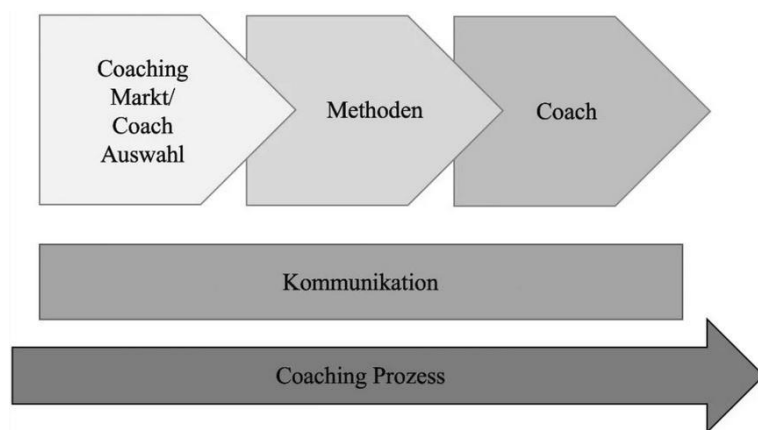 Coaching
Markt/
Coach
Auswahl
Methoden
Coach
Kommunikation
Coaching Prozess